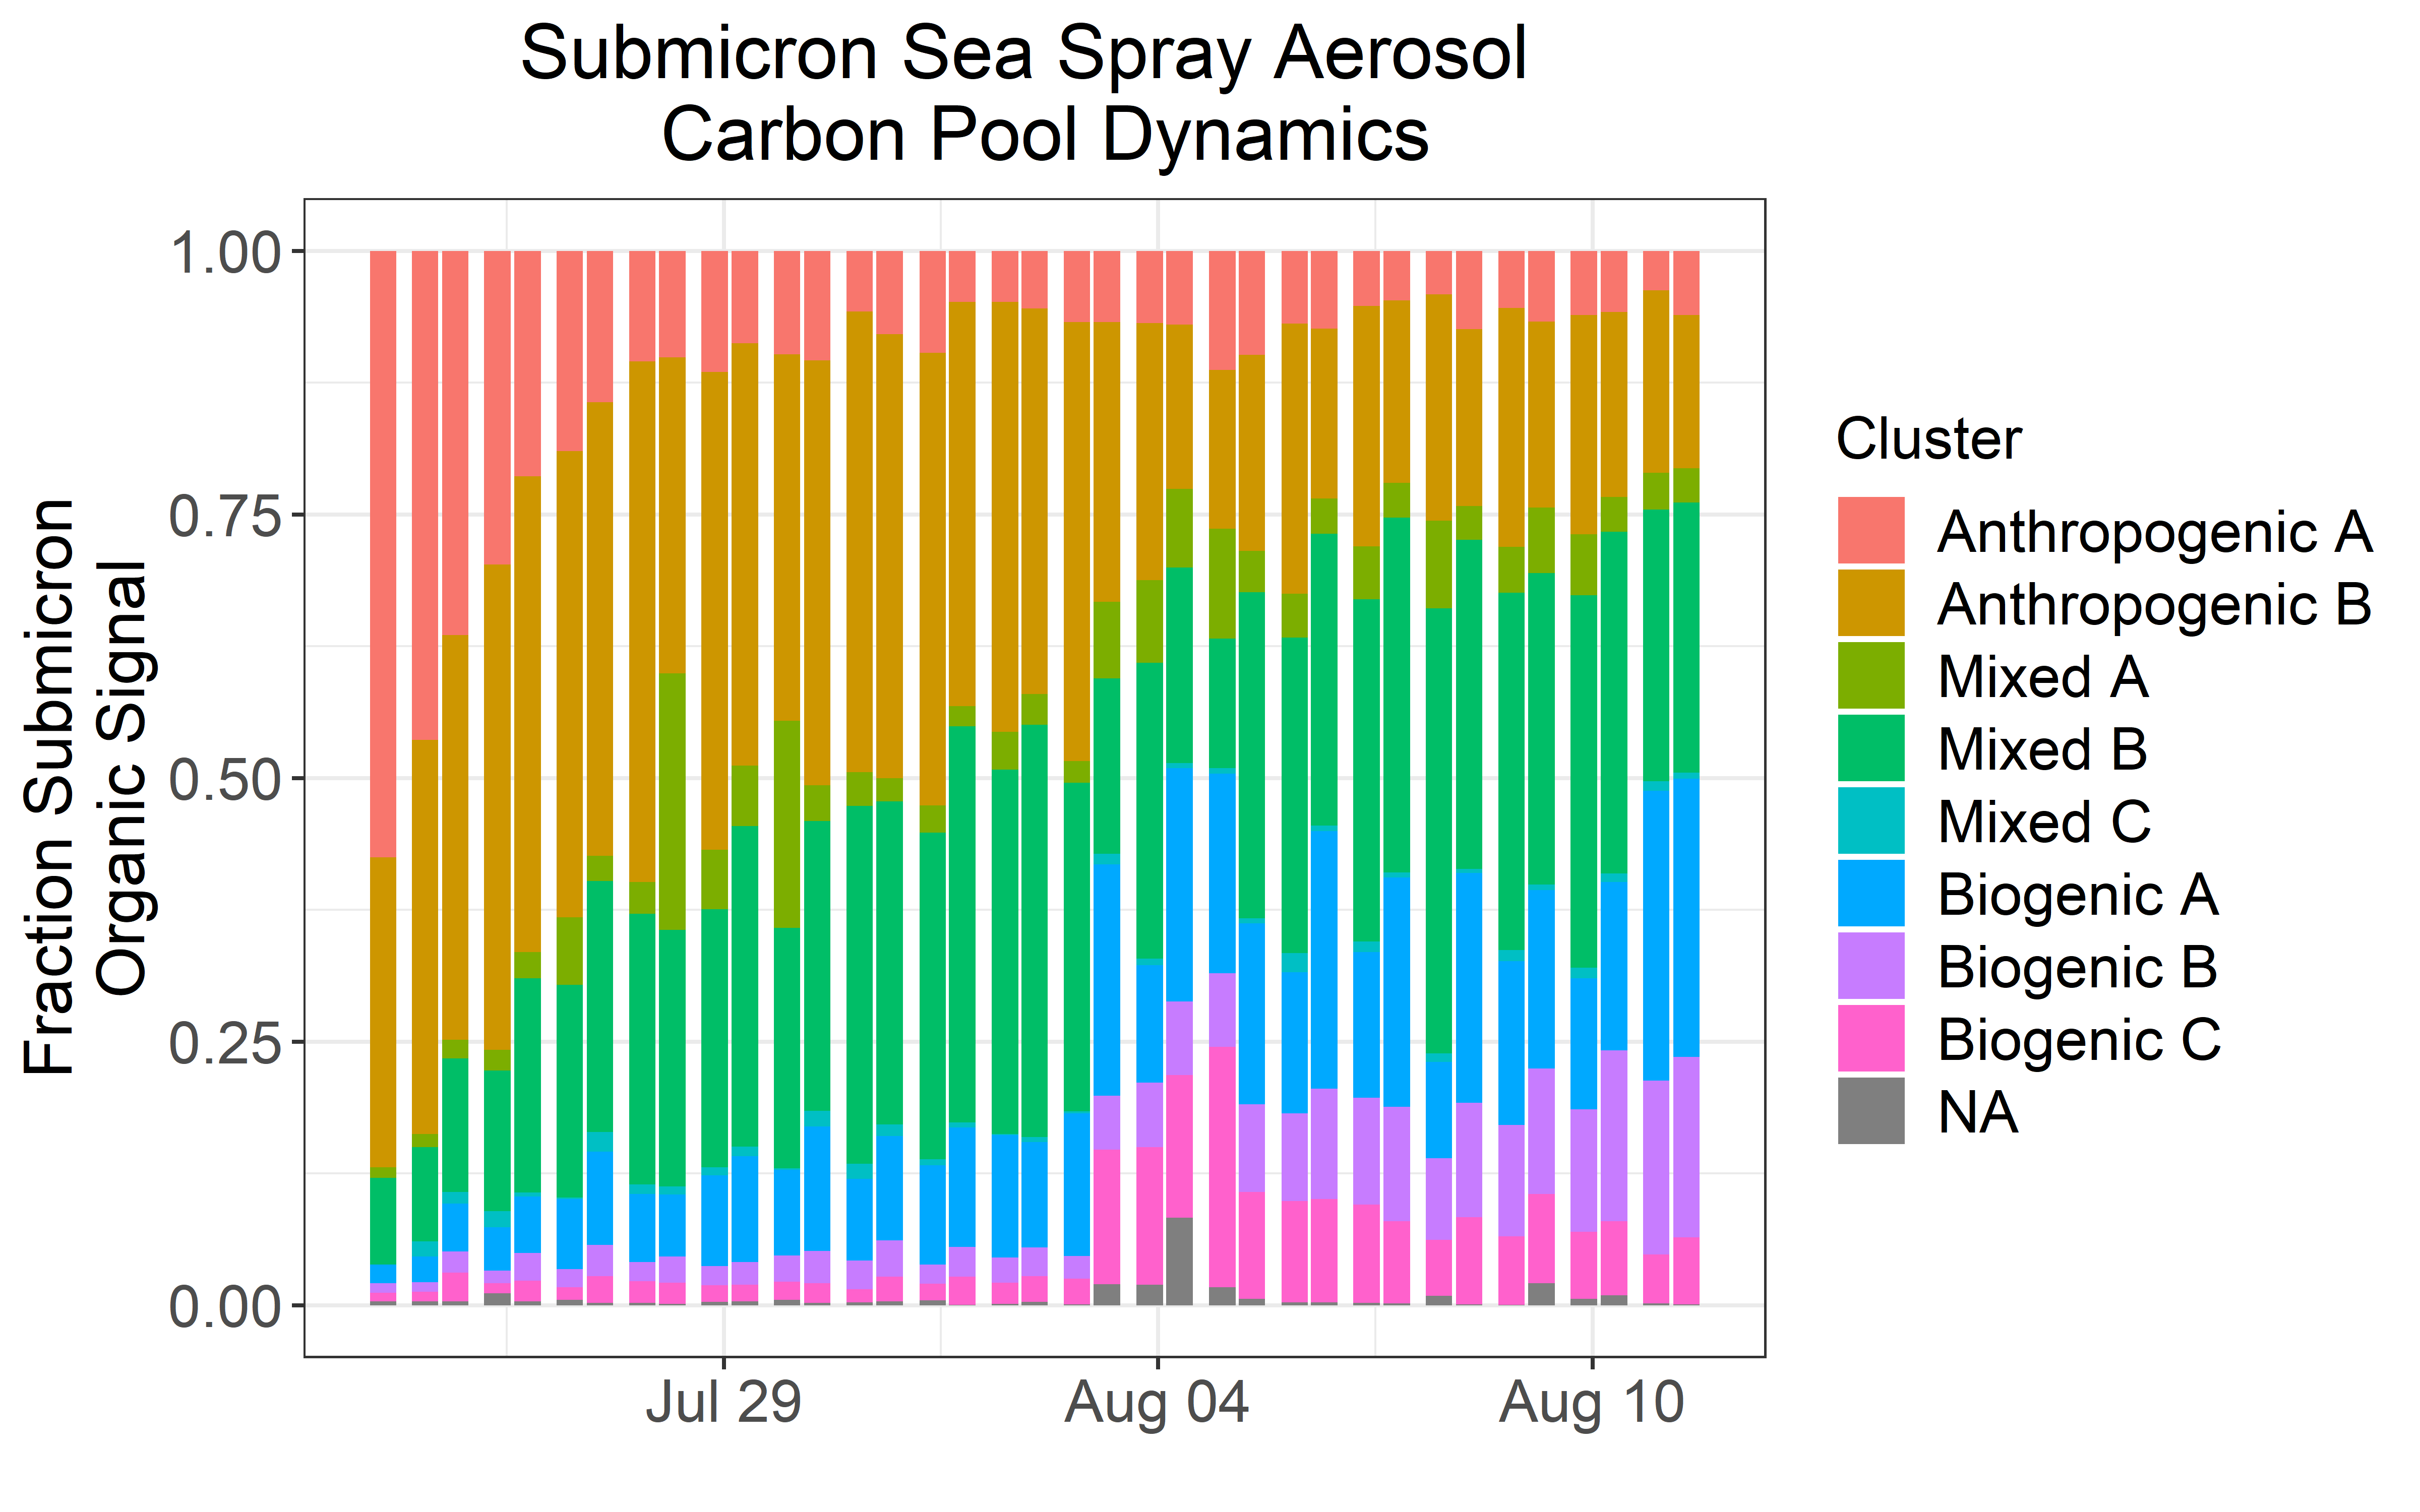 Submicron Sea Spray Aerosol
Carbon Pool Dynamics
Fraction Submicron
Organic Signal
1.00
0.75
0.50
0.25
0.00
Jul 29
Aug 04
Aug 10
Cluster
Anthropogenic A
Anthropogenic B
Mixed A
Mixed B
Mixed C
Biogenic A
Biogenic B
Biogenic C
NA